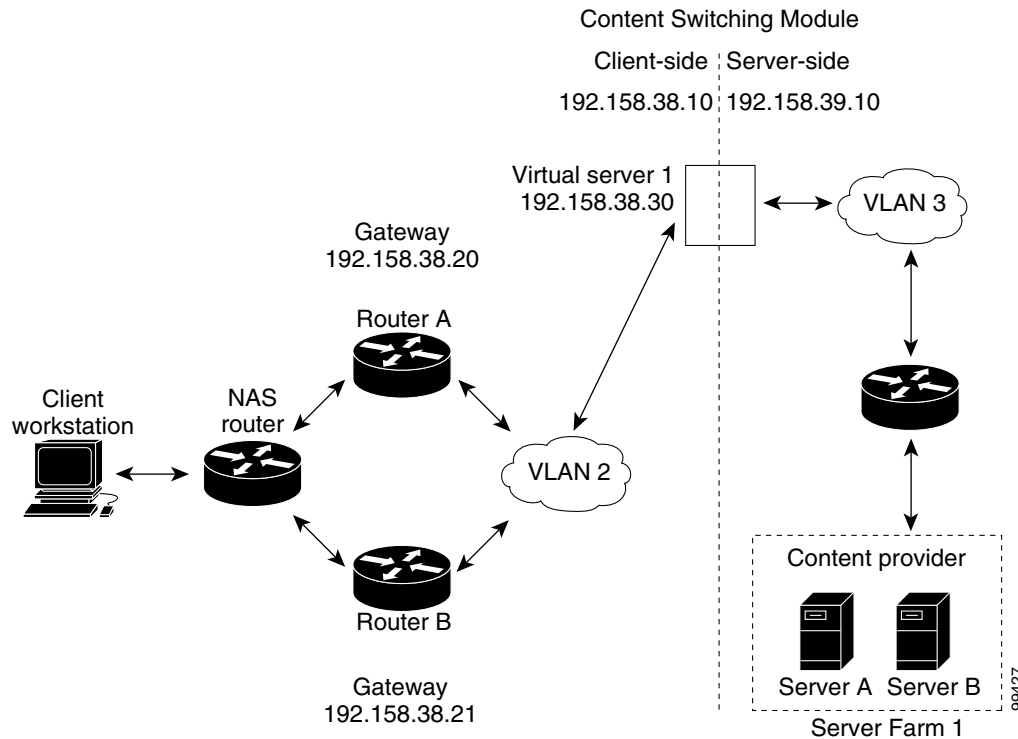 Content Switching Module
Client-side
Server-side
192.158.38.10
192.158.39.10
Virtual server 1
192.158.38.30
VLAN 3
Gateway
192.158.38.20
Router A
Client
workstation
NAS
router
VLAN 2
Router B
Gateway
192.158.38.21
Content provider
Server A
Server B
Server Farm 1
99427